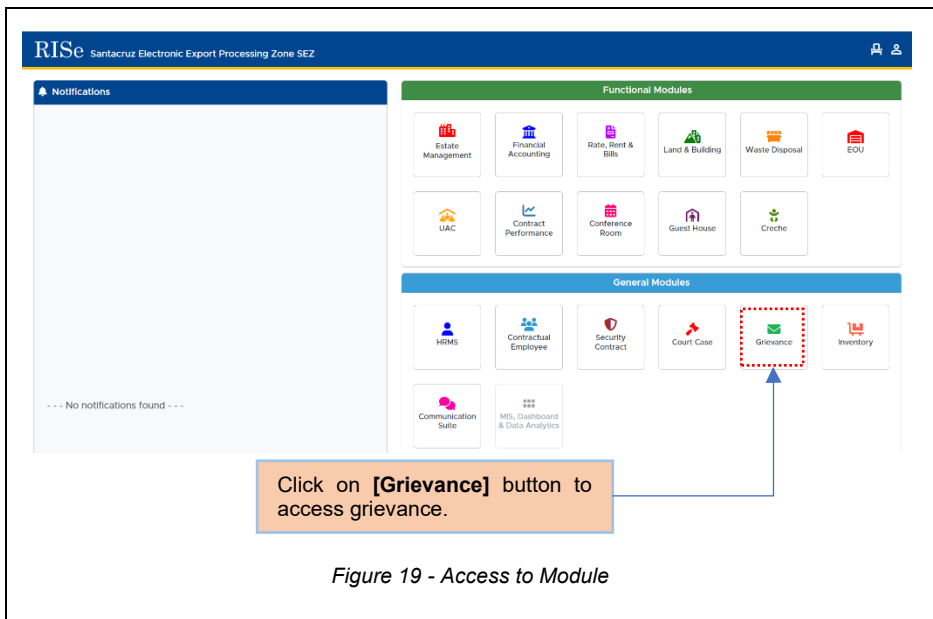 RISe Santacruz Electronic Export Processing Zone SEZ
Notifications
Functional Modules
Estate
Management
Financial
Accounting
Rate, Rent &
Bills
Land & Building
Waste Disposal
EOU
UAC
Contract
Performance
Conference
Room
Guest House
Creche
General Modules
HRMS
Contractual
Employee
Security
Contract
Court Case
Grievance
Inventory
- - - No notifications found - - -
Communication
Suite
MIS, Dashboard
& Data Analytics
Click on [Grievance] button to
access grievance.
Figure 19 - Access to Module